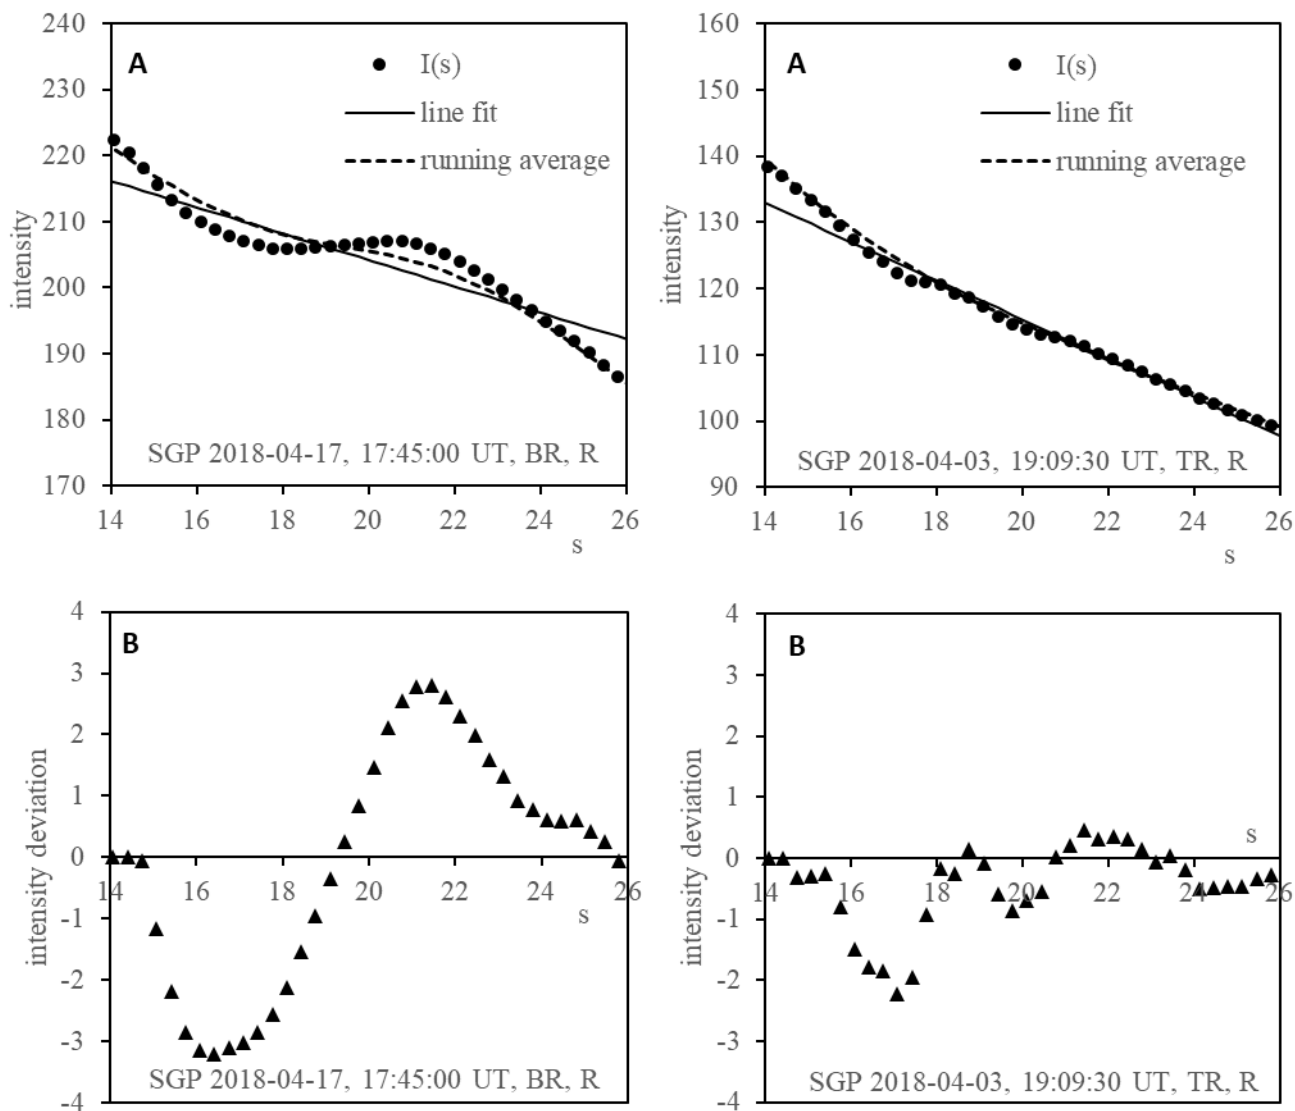 240
230
220
210
200
190
180
170
intensity
A
I(s)
line fit
running average
SGP 2018-04-17, 17:45:00 UT, BR, R
14 16 18 20 22 24 26
s
160
150
140
130
120
110
100
90
intensity
A
I(s)
line fit
running average
SGP 2018-04-03, 19:09:30 UT, TR, R
14 16 18 20 22 24 26
s
4
3
2
1
0
-1
-2
-3
-4
intensity deviation
B
14 16 18 20 22 24 26
s
SGP 2018-04-17, 17:45:00 UT, BR, R
4
3
2
1
0
-1
-2
-3
-4
intensity deviation
B
s
14 16 18 20 22 24 26
SGP 2018-04-03, 19:09:30 UT, TR, R